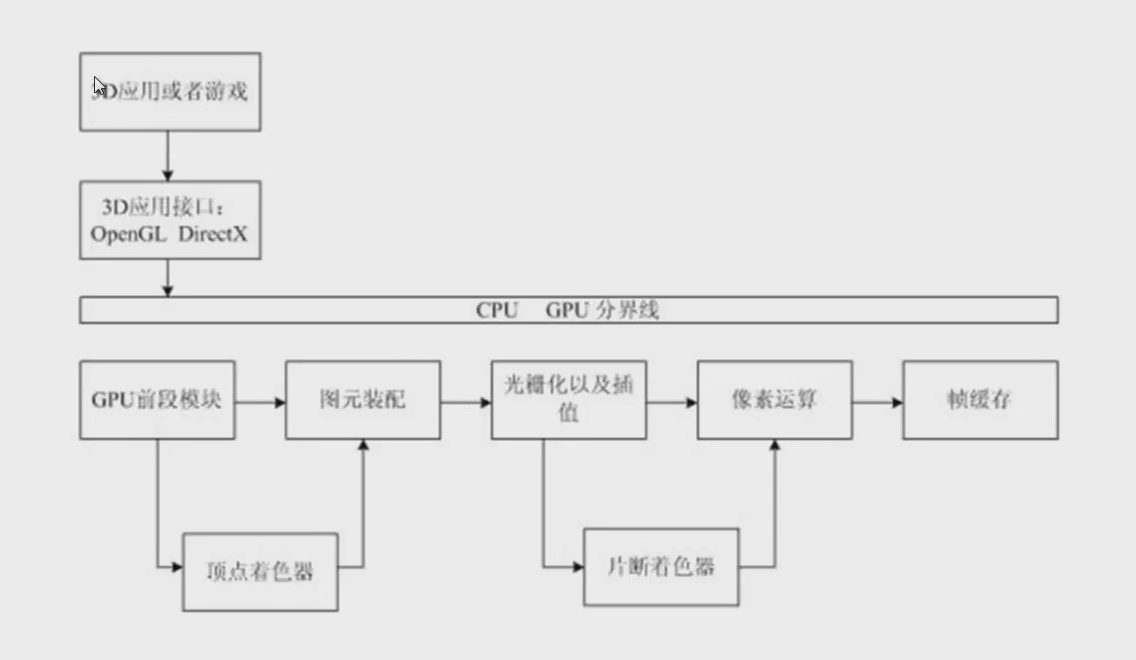 3D应用或者游戏
3D应用接口：
OpenGL DirectX
CPU GPU 分界线
GPU前段模块
图元装配
光栅化以及插
值
像素运算
帧缓存
顶点着色器
片断着色器